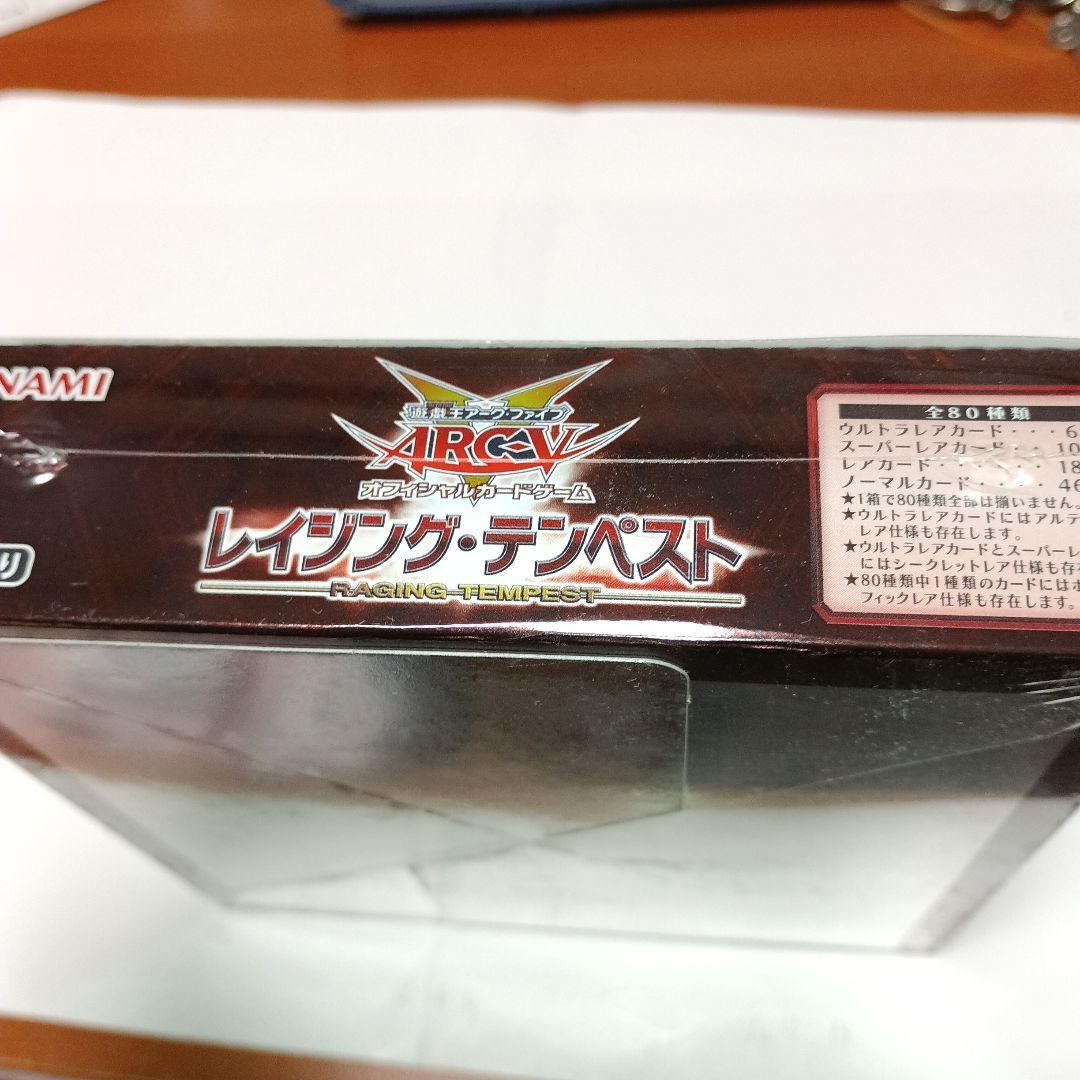 NAMI
遊戯王アーク・ファイブ
ARC-V
オフィシャルカードゲーム
レイジング・テンペスト
RAGING TEMPEST
り
全80種類
ウルトラレアカード・・・6
スーパーレアカード・・10
レアカード・・・・・・18
ノーマルカード・・・・46
★1箱で80種類全部は揃いません。
★ウルトラレアカードにはアルテ
レア仕様も存在します。
★ウルトラレアカードとスーパーレ
にはシークレットレア仕様も存在
★80種類中1種類のカードにはホ
フィックレア仕様も存在します。